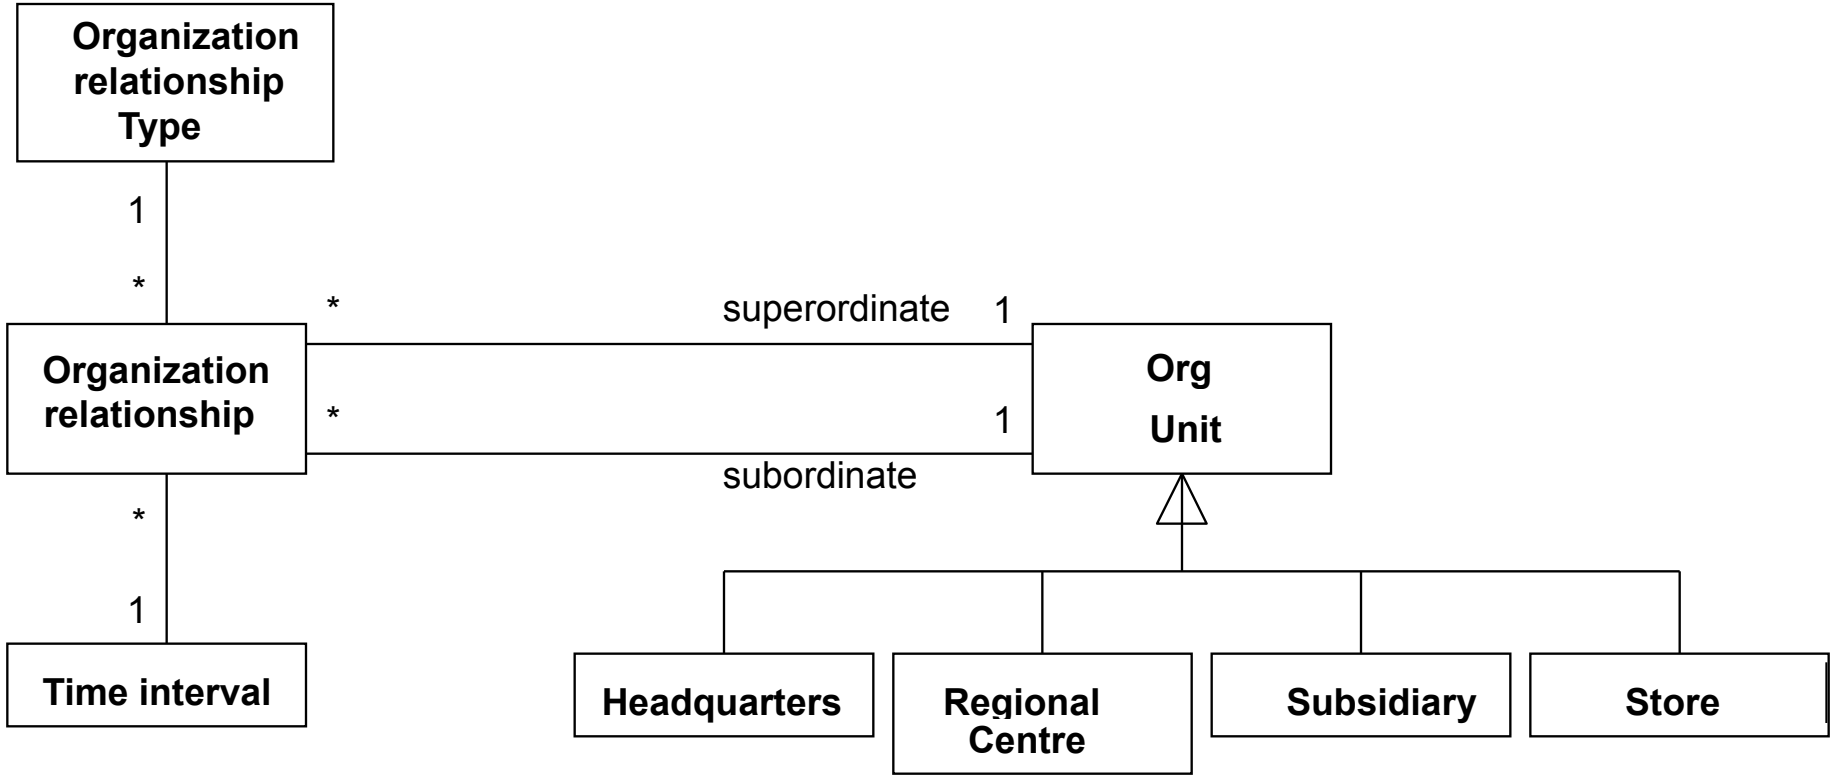 Organization
relationship
Type
1
*
* superordinate 1
Organization
relationship
Org
Unit
* 1
subordinate
*
1
Time interval
Headquarters
Regional
Centre
Subsidiary
Store